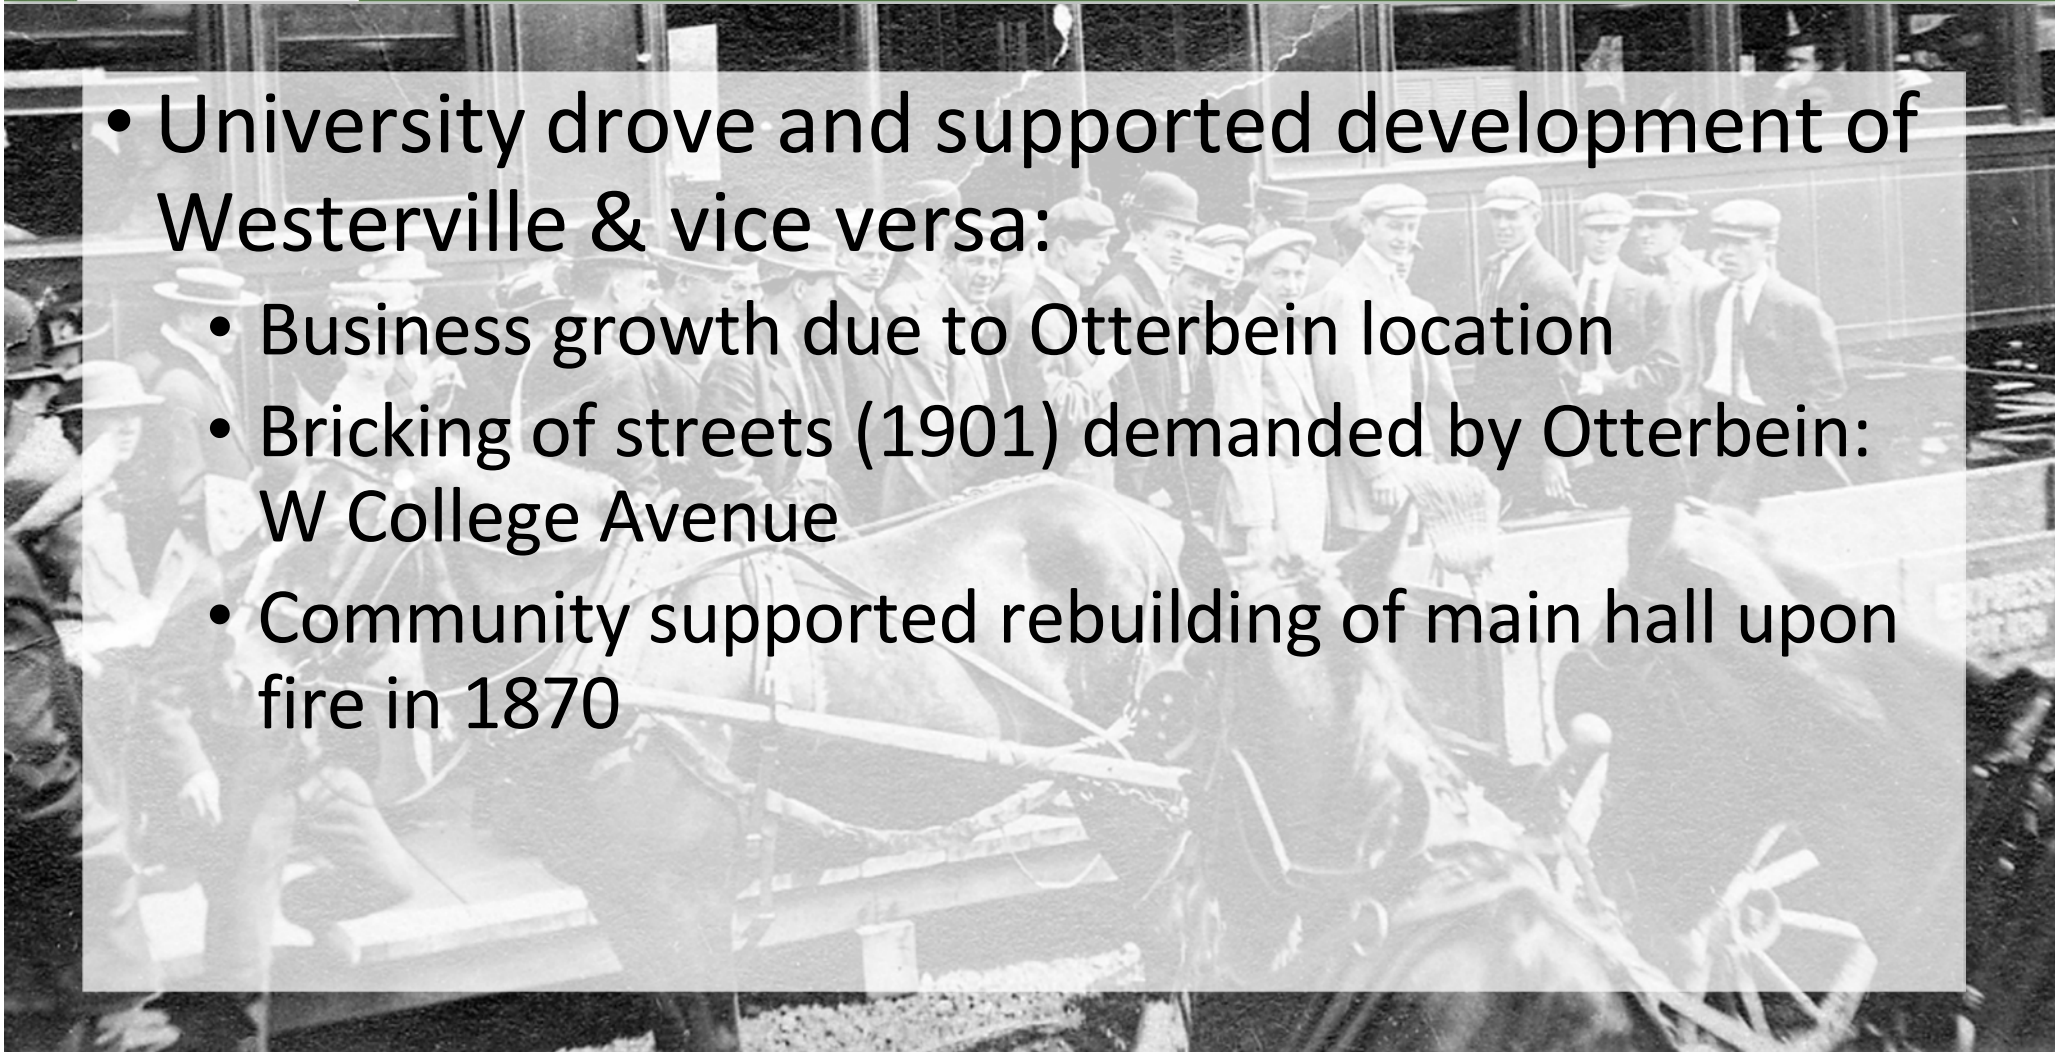 • University drove and supported development of
Westerville & vice versa:
• Business growth due to Otterbein location
• Bricking of streets (1901) demanded by Otterbein:
W College Avenue
• Community supported rebuilding of main hall upon
fire in 1870